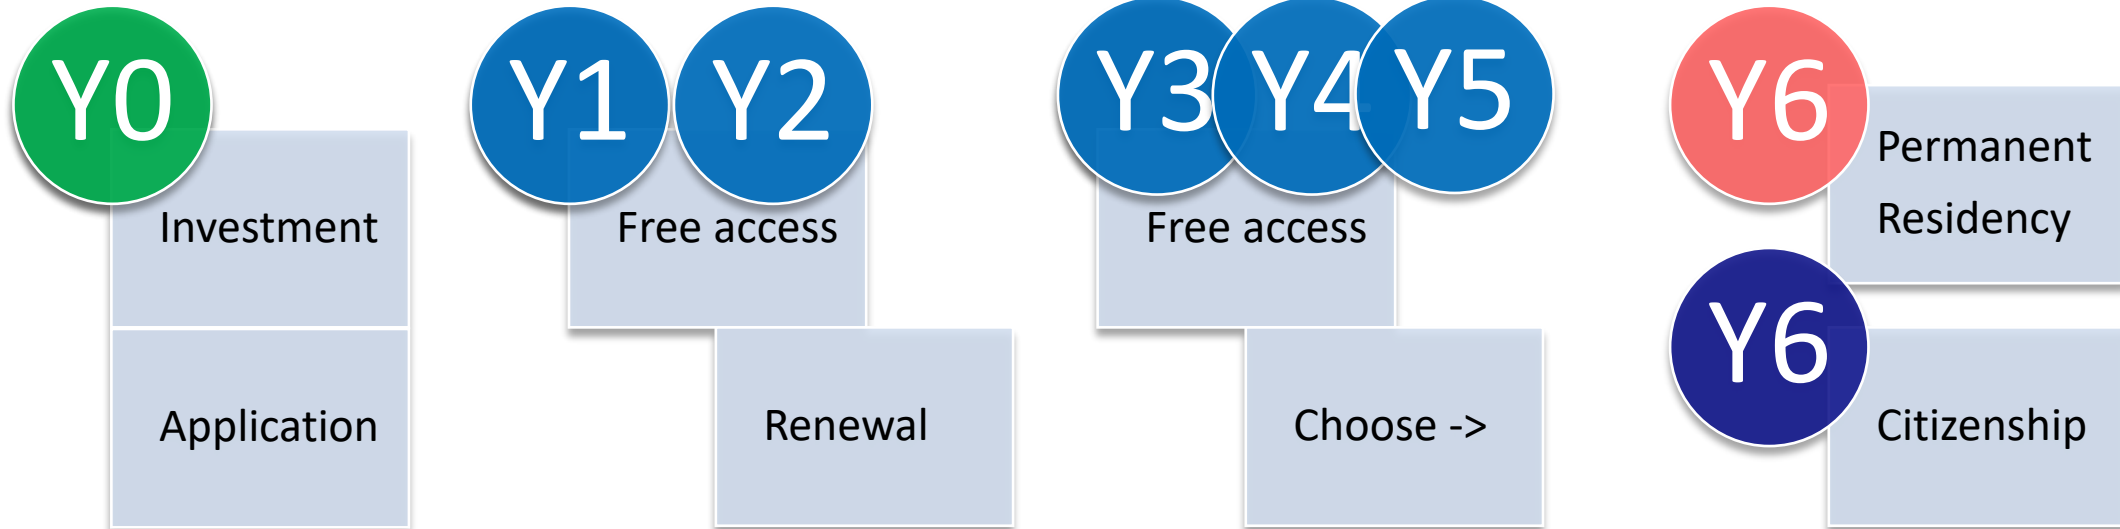 Y0
Investment
Application
Y1 Y2
Free access
Renewal
Y3 Y4 Y5
Free access
Choose ->
Y6
Permanent
Residency
Y6
Citizenship